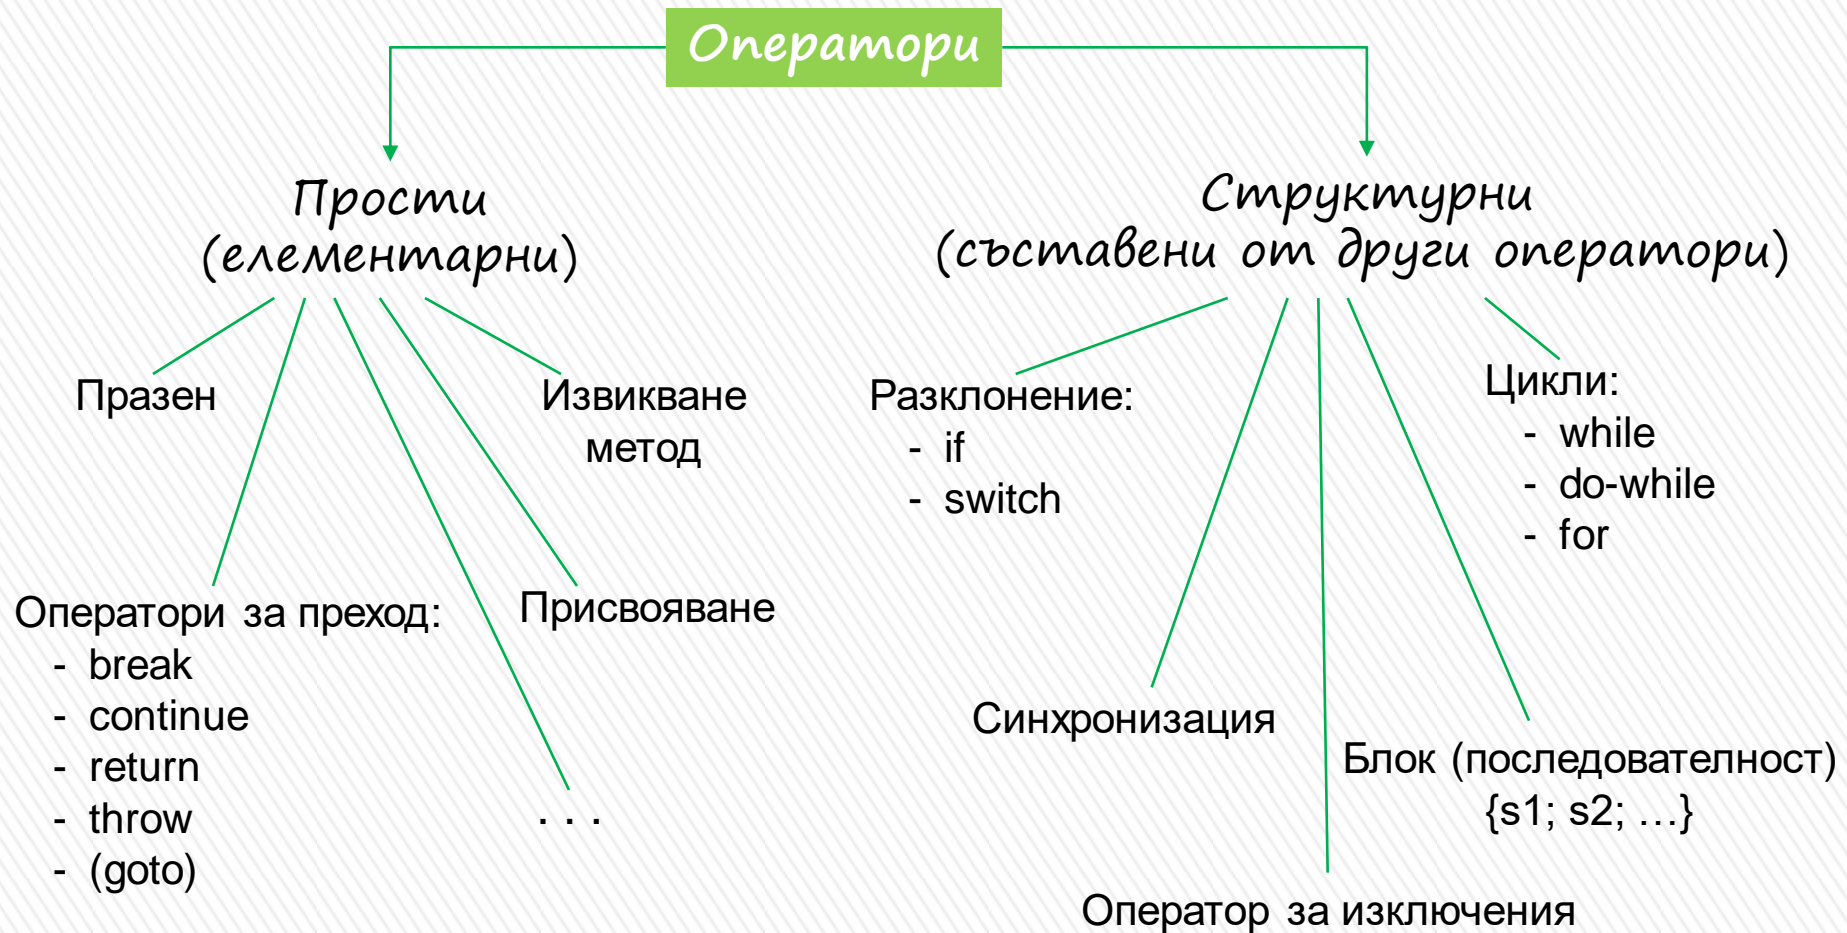 Оператори
Прости
(елементарни)
Структурни
(съставени от други оператори)
Празен
Извикване
метод
Оператори за преход:
- break
- continue
- return
- throw
- (goto)
Присвояване
. . .
Разклонение:
- if
- switch
Цикли:
- while
- do-while
- for
Синхронизация
Блок (последователност)
{s1; s2; …}
Оператор за изключения